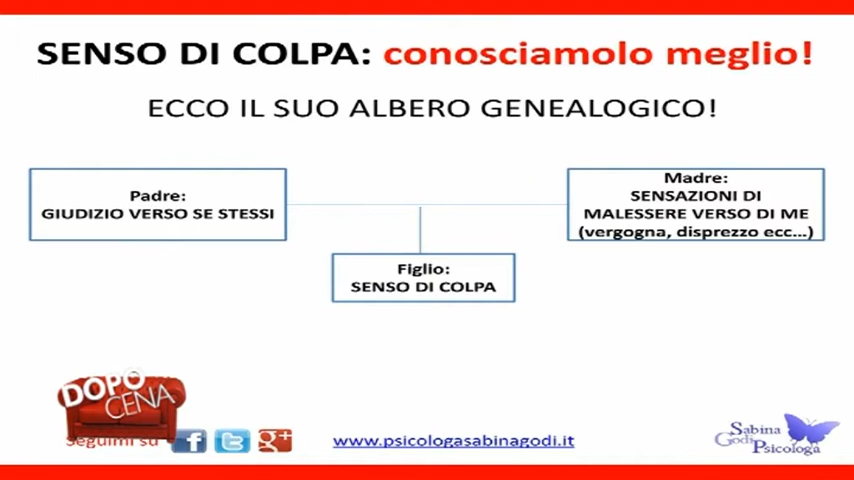 SENSO DI COLPA: conosciamolo meglio!
ECCO IL SUO ALBERO GENEALOGICO!
Padre:
GIUDIZIO VERSO SE STESSI
Madre:
SENSAZIONI DI
MALESSERE VERSO DI ME
(vergogna, disprezzo ecc...)
Figlio:
SENSO DI COLPA
DOPO
CENA
Seguimi su
www.psicologasabinagodi.it
Sabina
Godi Psicologa